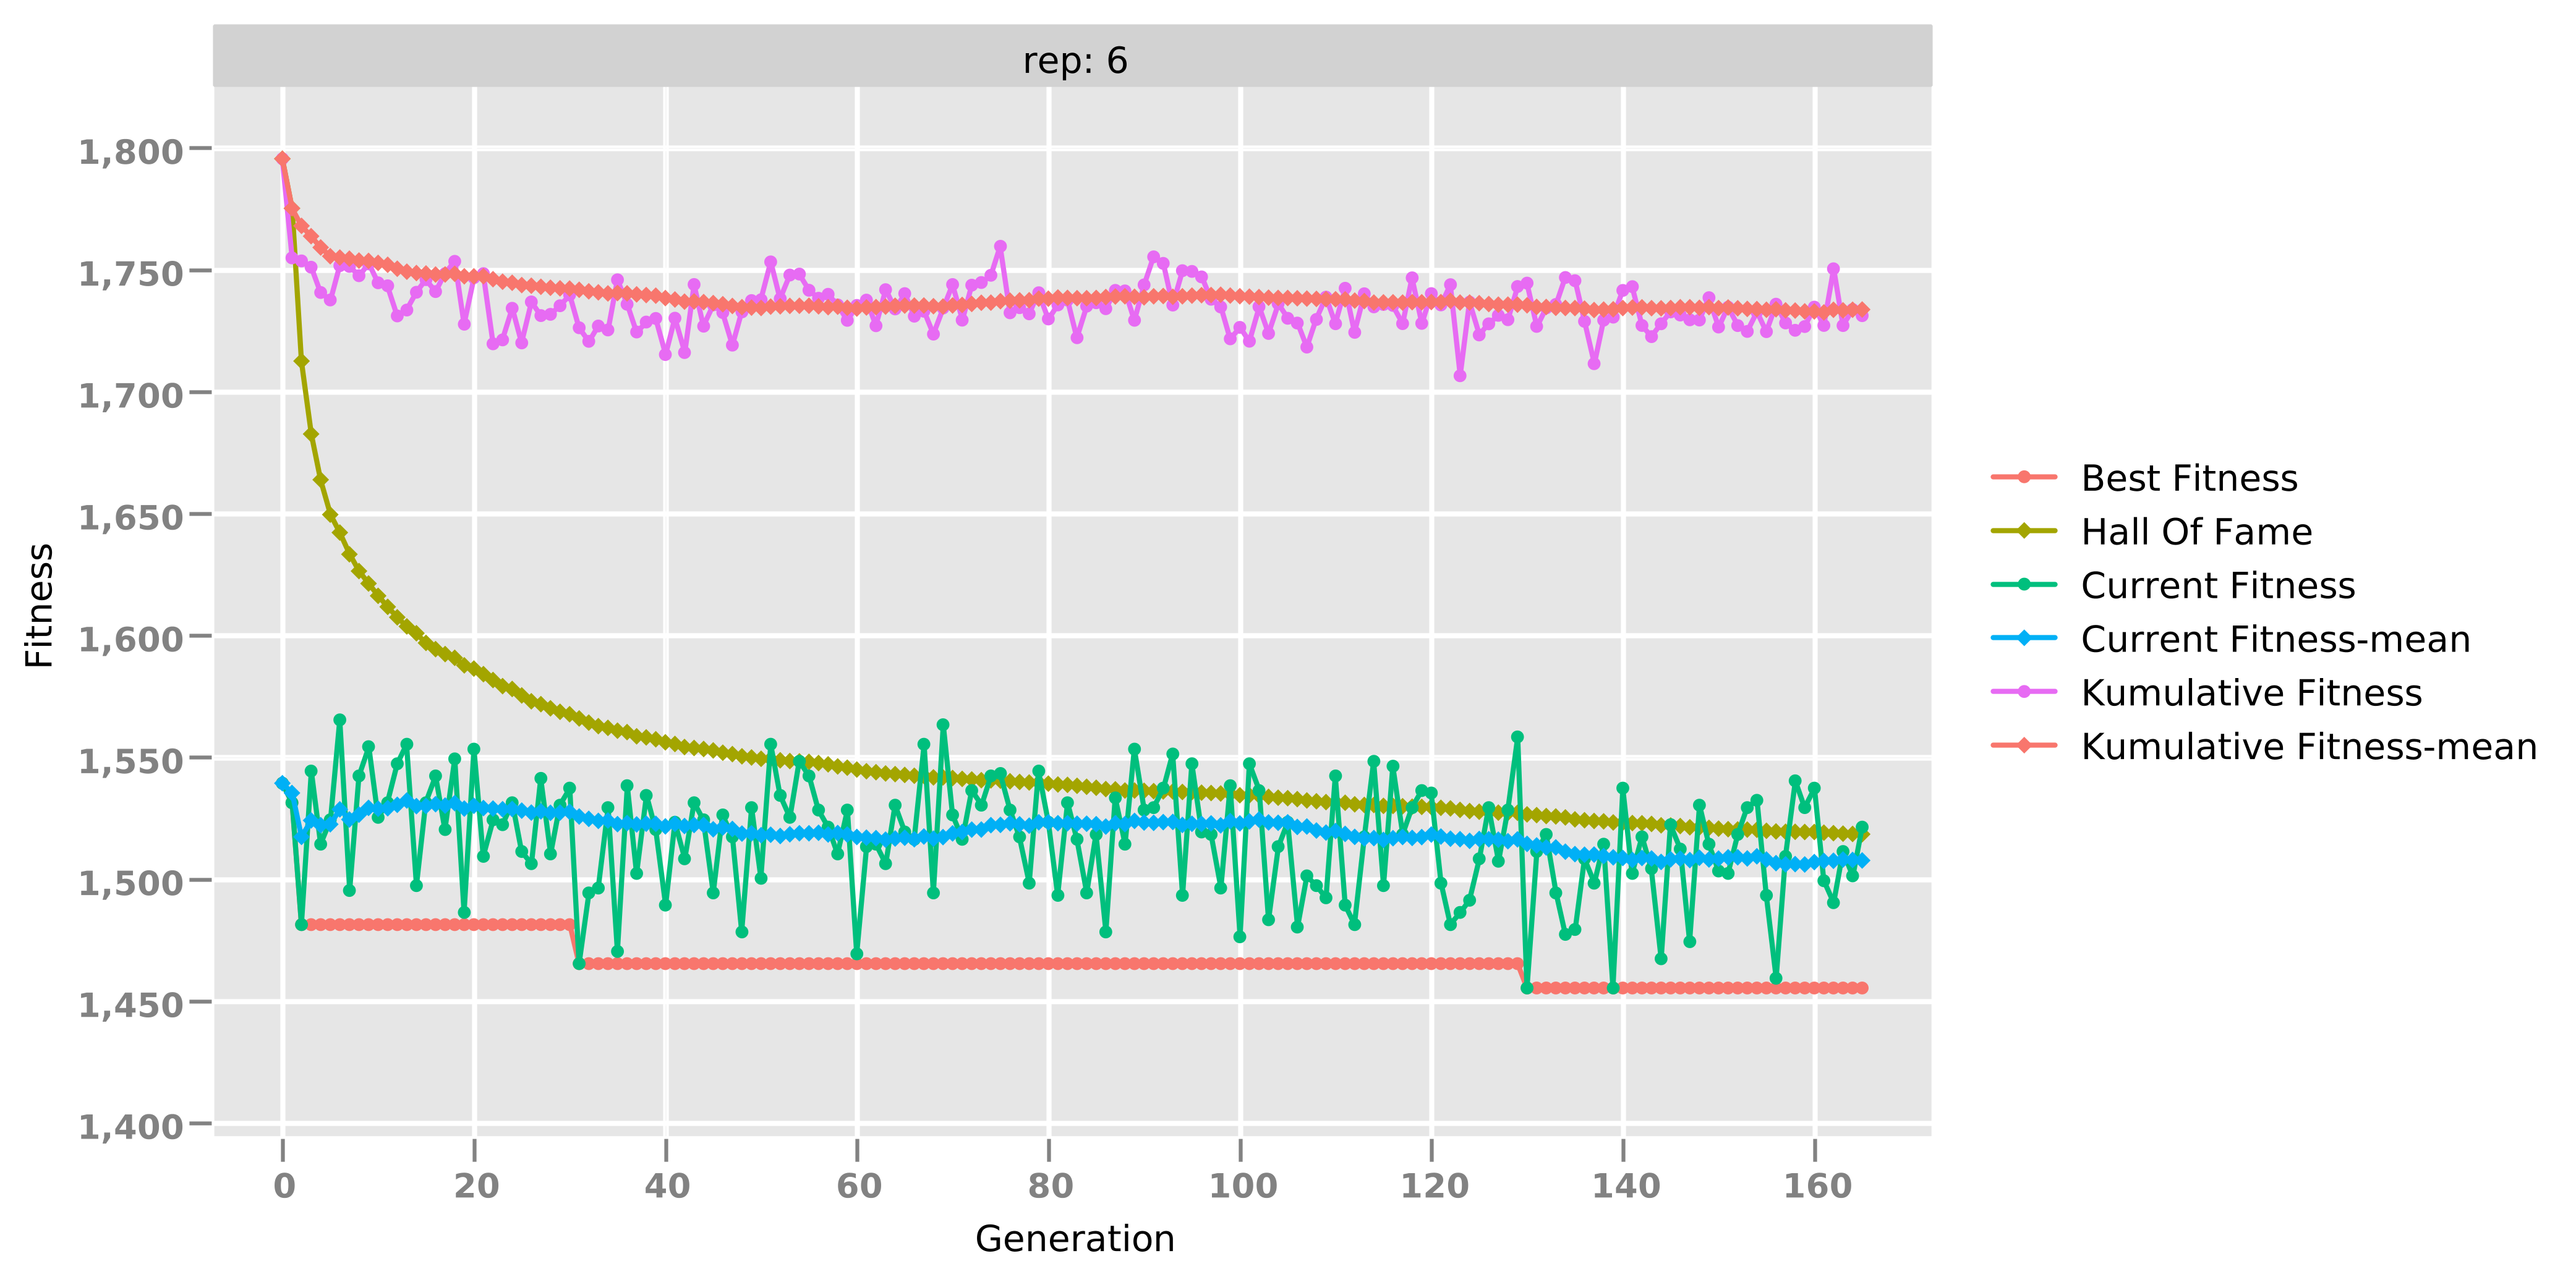 rep: 6
1,800
1,750
1,700
1,650
1,600
1,550
1,500
1,450
1,400
Fitness
0 20 40 60 80 100 120 140 160
Generation
Best Fitness
Hall Of Fame
Current Fitness
Current Fitness-mean
Kumulative Fitness
Kumulative Fitness-mean